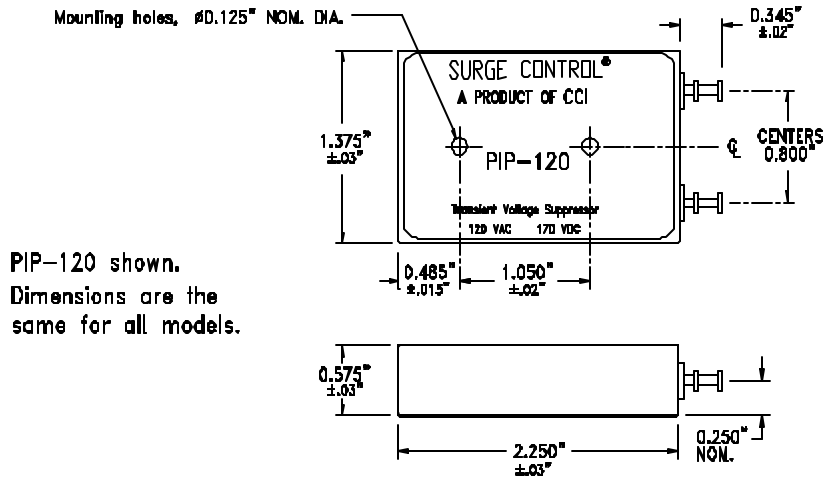 Mounting holes, ø0.125" NOM. DIA.
0.345"
±.02"
SURGE CONTROL®
A PRODUCT OF CCI
1.375"
±.03"
PIP-120
℄
CENTERS
0.800"
Transient Voltage Suppressor
120 VAC 170 VDC
0.485"
±.015"
1.050"
±.02"
PIP-120 shown.
Dimensions are the
same for all models.
0.575"
±.03"
2.250"
±.03"
0.250"
NOM.